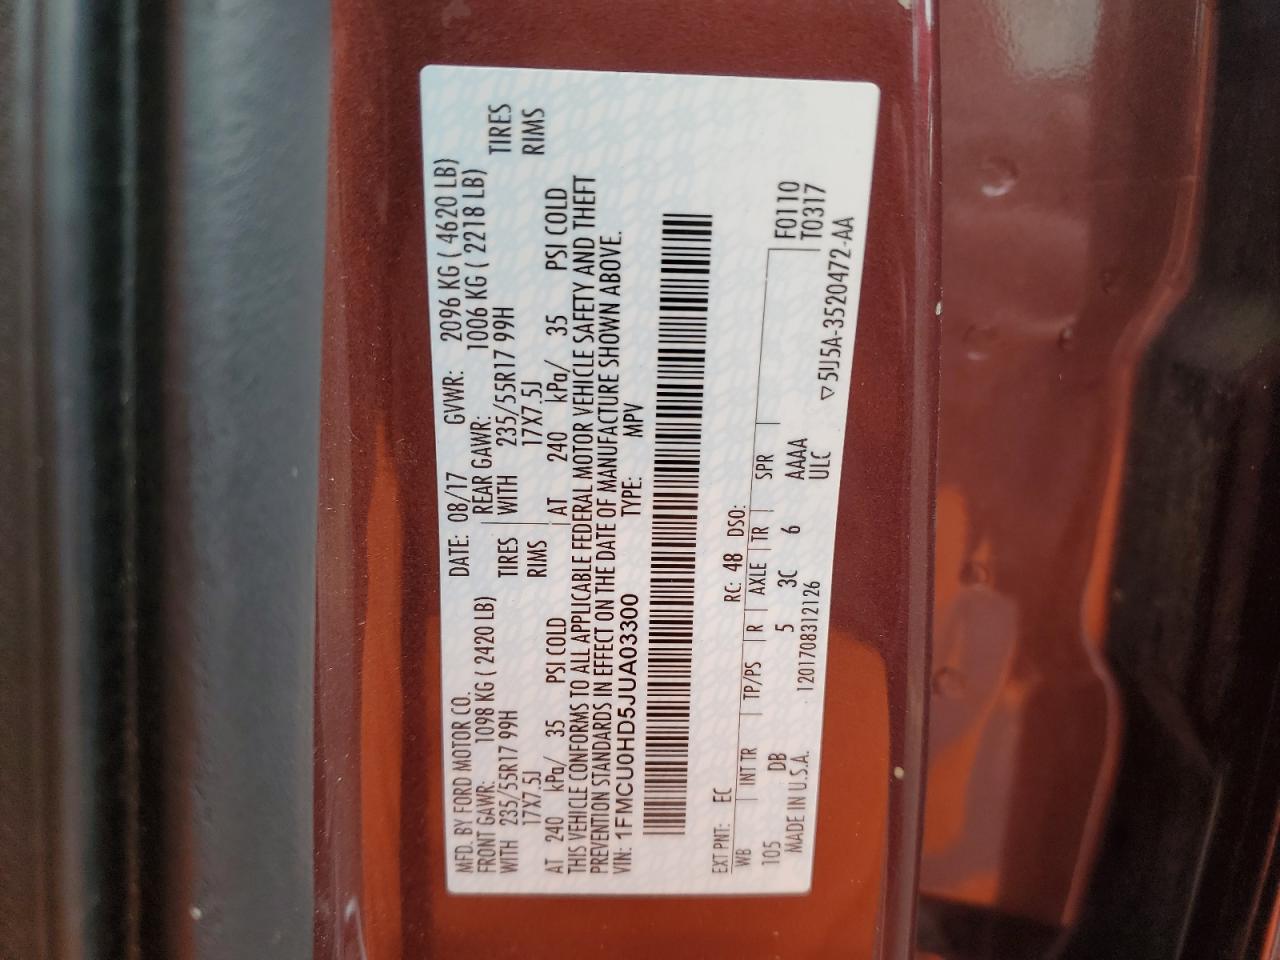 MFD. BY FORD MOTOR CO. DATE: 08/17 GVWR: 2096 KG ( 4620 LB)
FRONT GAWR: 1098 KG ( 2420 LB) REAR GAWR: 1006 KG ( 2218 LB)
WITH 235/55R17 99H TIRES WITH 235/55R17 99H TIRES
17X7.5J RIMS 17X7.5J RIMS
AT 240 kPa/ 35 PSI COLD AT 240 kPa/ 35 PSI COLD
THIS VEHICLE CONFORMS TO ALL APPLICABLE FEDERAL MOTOR VEHICLE SAFETY AND THEFT
PREVENTION STANDARDS IN EFFECT ON THE DATE OF MANUFACTURE SHOWN ABOVE.
VIN: 1FMCU0HD5JUA03300 TYPE: MPV
EXT PNT: EC RC: 48 DSO: F0110
WB INT TR TP/PS R AXLE TR SPR T0317
105 DB 5 3C 6 AAAA
MADE IN U.S.A. 1201708312126 ULC ▽5U5A-3520472-AA